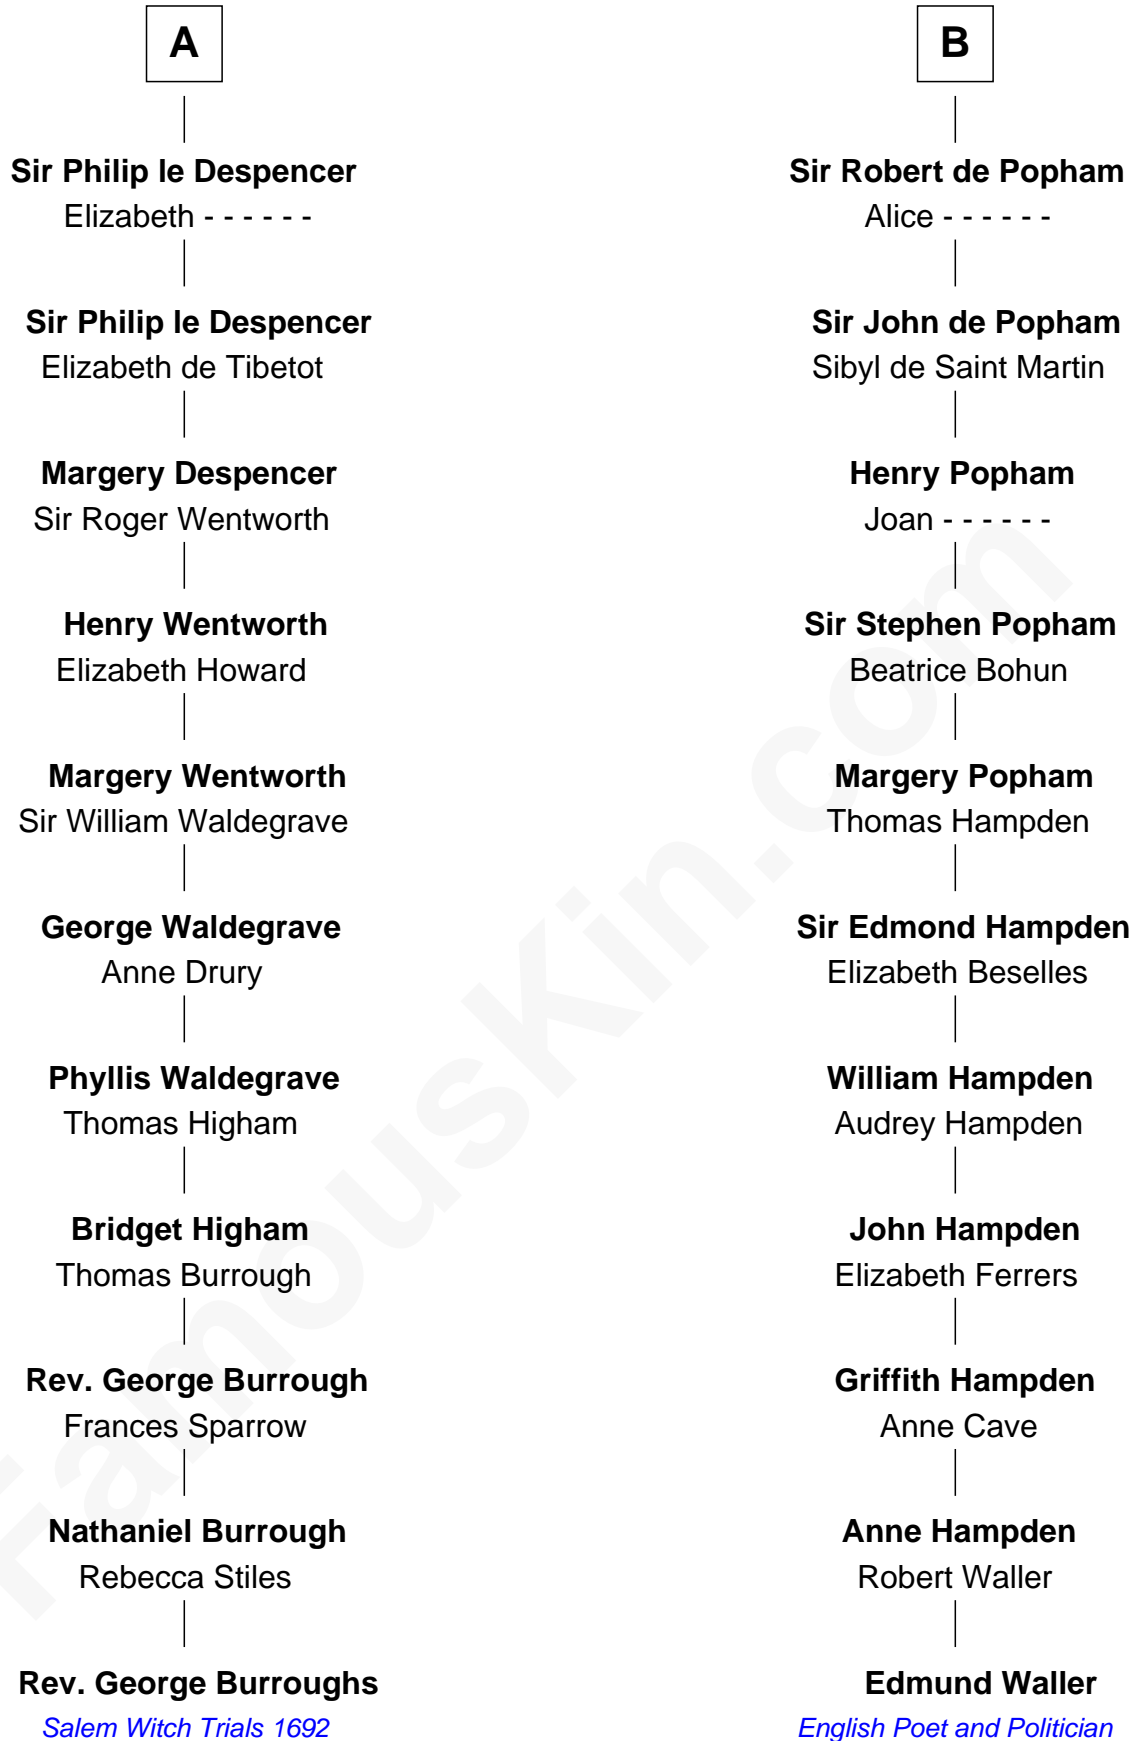 A
Sir Philip le Despencer
Elizabeth - - - - - -
Sir Philip le Despencer
Elizabeth de Tibetot
Margery Despencer
Sir Roger Wentworth
Henry Wentworth
Elizabeth Howard
Margery Wentworth
Sir William Waldegrave
George Waldegrave
Anne Drury
Phyllis Waldegrave
Thomas Higham
Bridget Higham
Thomas Burrough
Rev. George Burrough
Frances Sparrow
Nathaniel Burrough
Rebecca Stiles
Rev. George Burroughs
Salem Witch Trials 1692
B
Sir Robert de Popham
Alice - - - - - -
Sir John de Popham
Sibyl de Saint Martin
Henry Popham
Joan - - - - - -
Sir Stephen Popham
Beatrice Bohun
Margery Popham
Thomas Hampden
Sir Edmond Hampden
Elizabeth Beselles
William Hampden
Audrey Hampden
John Hampden
Elizabeth Ferrers
Griffith Hampden
Anne Cave
Anne Hampden
Robert Waller
Edmund Waller
English Poet and Politician
FamousKin.com